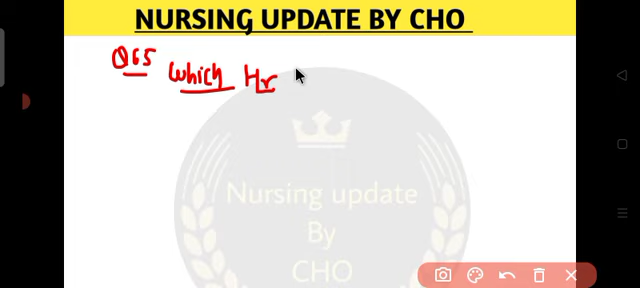 NURSING UPDATE BY CHO
Q65
which Hr
Nursing update
By
CHO